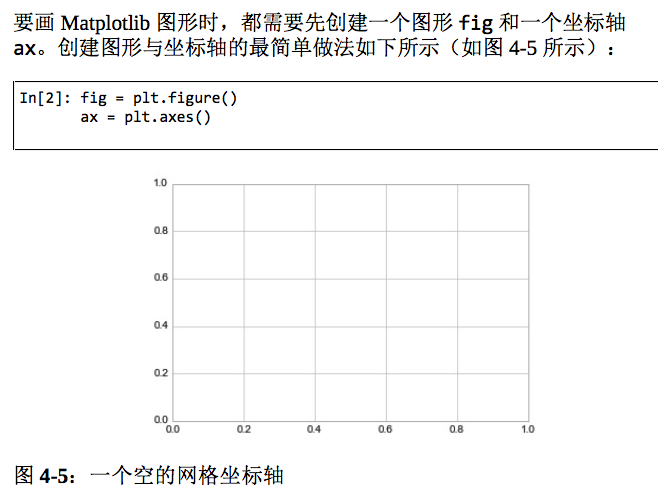 要画 Matplotlib 图形时，都需要先创建一个图形 fig 和一个坐标轴
ax。创建图形与坐标轴的最简单做法如下所示（如图 4-5 所示）：
In[2]: fig = plt.figure()
ax = plt.axes()
1.0
0.8
0.6
0.4
0.2
0.0
0.0 0.2 0.4 0.6 0.8 1.0
图 4-5：一个空的网格坐标轴